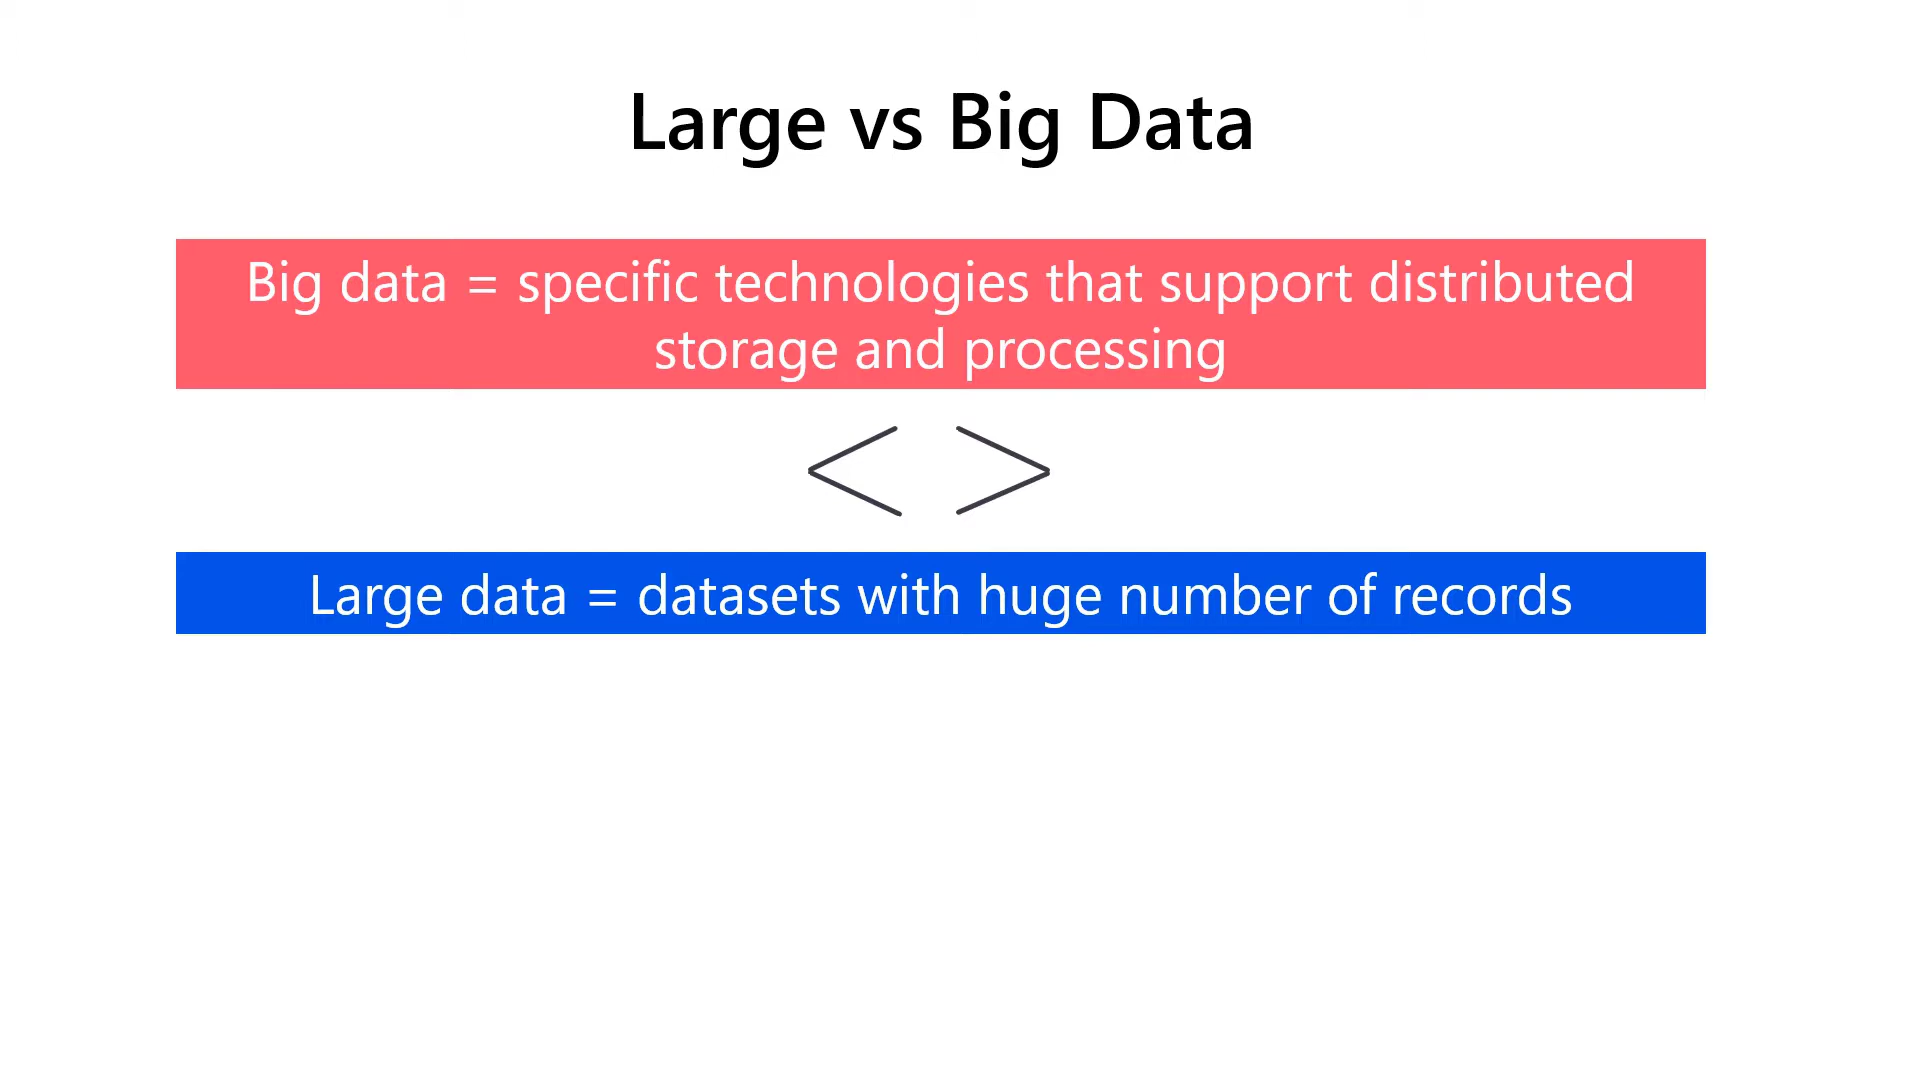 Large vs Big Data
Big data = specific technologies that support distributed
storage and processing
< >
Large data = datasets with huge number of records